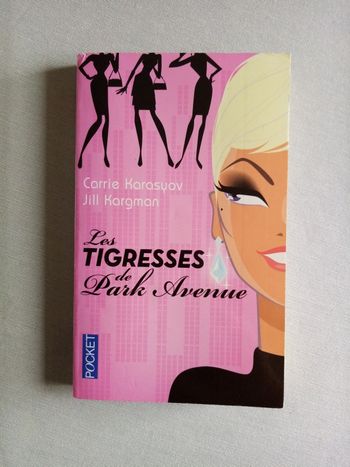 Carrie Karasyov
Jill Kargman
Les
TIGRESSES
de
Park Avenue
POCKET